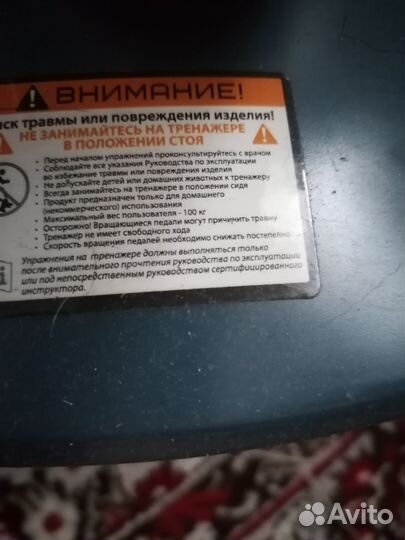 ВНИМАНИЕ!
травмы или повреждения изделия!
НЕ ЗАНИМАЙТЕСЬ НА ТРЕНАЖЕРЕ
В ПОЛОЖЕНИИ СТОЯ
• Перед началом упражнений проконсультируйтесь с врачом
• Соблюдайте все указания Руководства по эксплуатации
во избежание травмы или повреждения изделия
• Не допускайте детей или домашних животных к тренажеру
• Всегда занимайтесь на тренажере в положении сидя
• Продукт предназначен только для домашнего
(некоммерческого) использования
• Максимальный вес пользователя - 100 кг
• Осторожно! Вращающиеся педали могут причинить травму
• Тренажер не имеет свободного хода
• Скорость вращения педалей необходимо снижать постепенно
Упражнения на тренажере должны выполняться только
после внимательного прочтения руководства по эксплуатации
или под непосредственным руководством сертифицированного
инструктора.
Avito